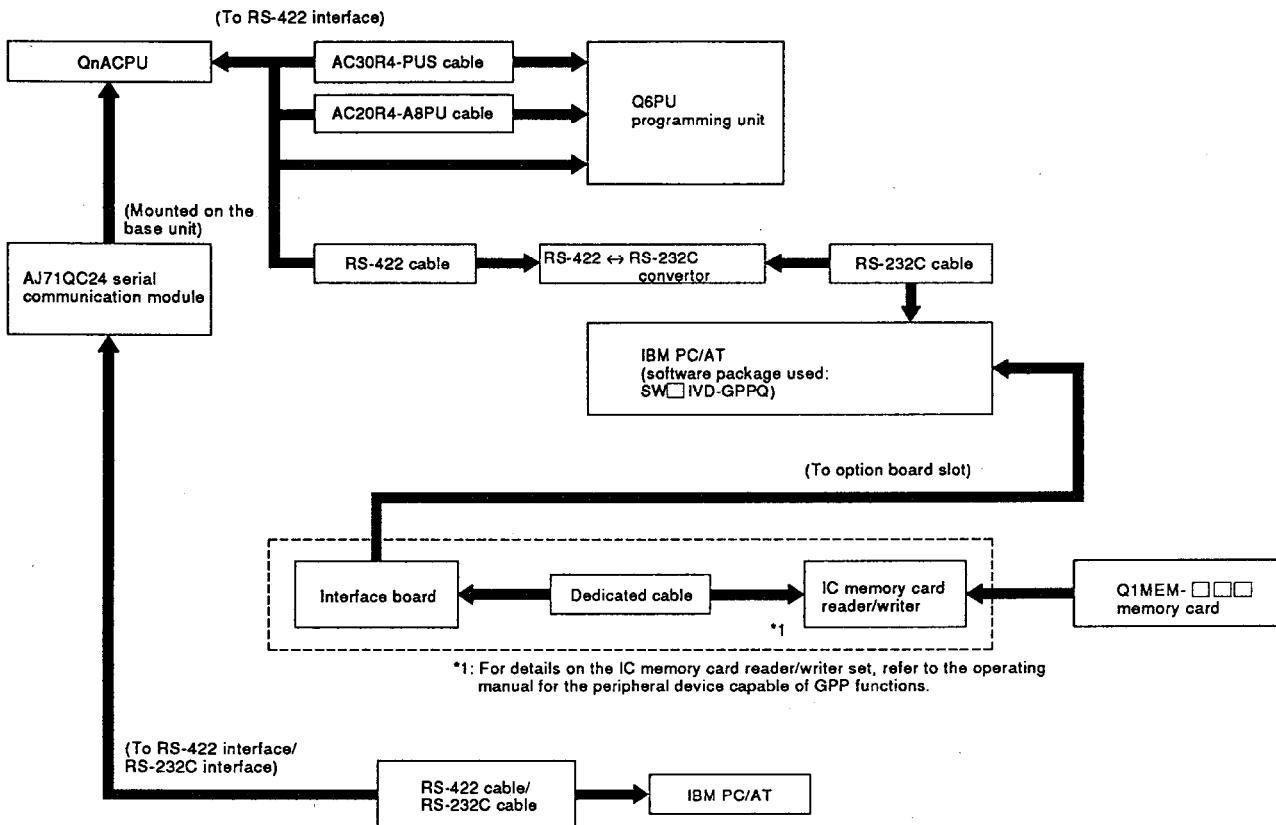 (To RS-422 interface)
QnACPU
AC30R4-PUS cable
AC20R4-A8PU cable
Q6PU
programming unit
(Mounted on the
base unit)
AJ71QC24 serial
communication module
RS-422 cable
RS-422 ↔ RS-232C
convertor
RS-232C cable
IBM PC/AT
(software package used:
SW□IVD-GPPQ)
(To option board slot)
Interface board
Dedicated cable
IC memory card
reader/writer
*1
Q1MEM-□□□
memory card
*1: For details on the IC memory card reader/writer set, refer to the operating
manual for the peripheral device capable of GPP functions.
(To RS-422 interface/
RS-232C interface)
RS-422 cable/
RS-232C cable
IBM PC/AT